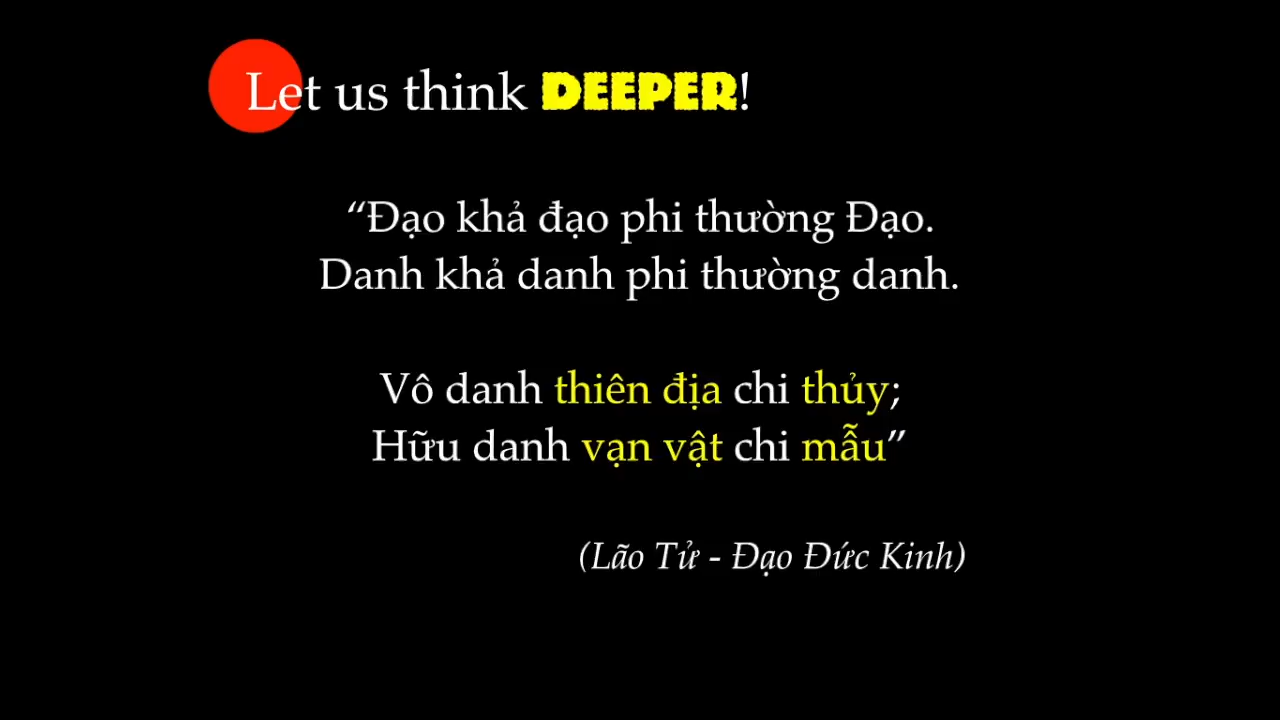 Let us think DEEPER!
“Đạo khả đạo phi thường Đạo.
Danh khả danh phi thường danh.
Vô danh thiên địa chi thủy;
Hữu danh vạn vật chi mẫu”
(Lão Tử - Đạo Đức Kinh)